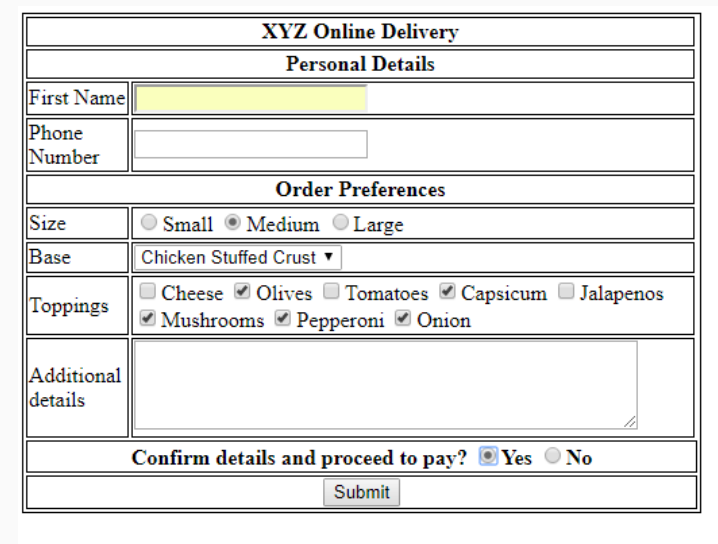 XYZ Online Delivery
Personal Details
First Name
Phone
Number
Order Preferences
Size Small Medium Large
Base Chicken Stuffed Crust
Toppings Cheese Olives Tomatoes Capsicum Jalapenos
Mushrooms Pepperoni Onion
Additional
details
Confirm details and proceed to pay? Yes No
Submit